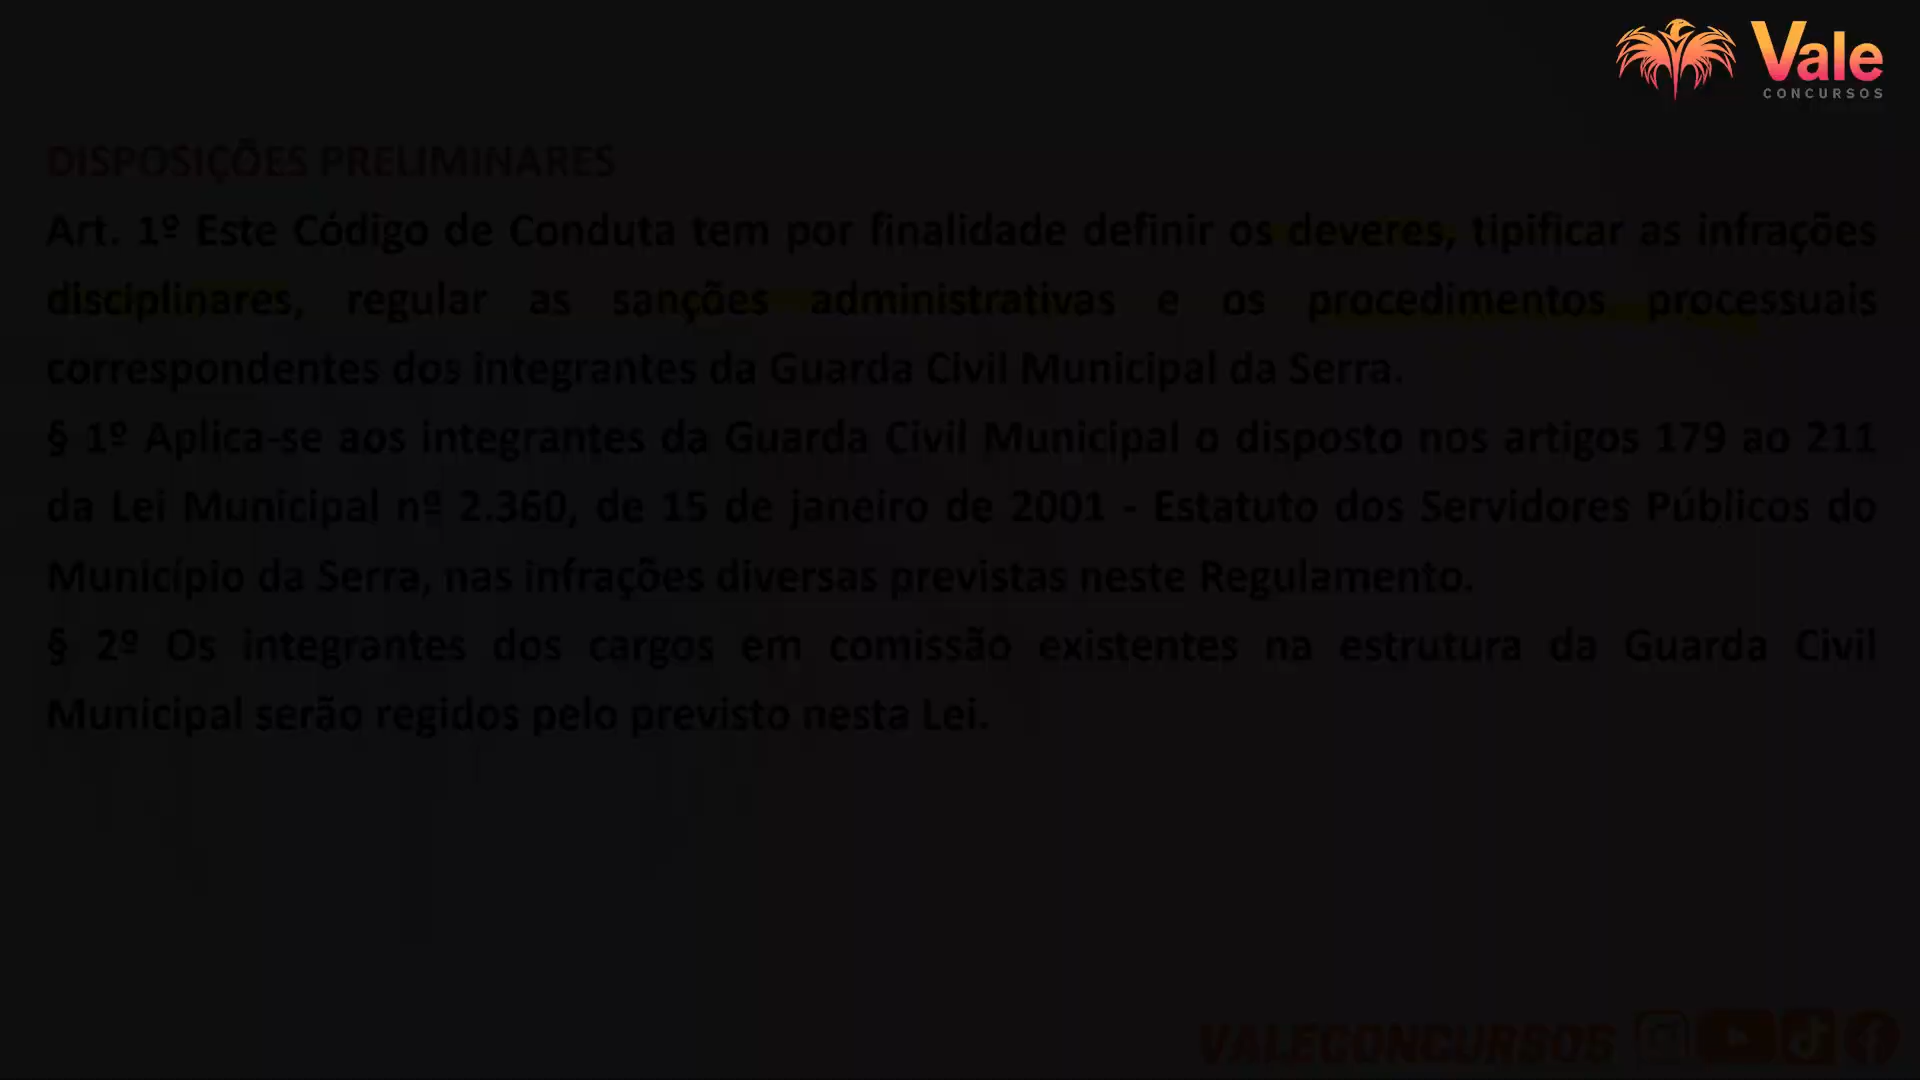 Vale
CONCURSOS
DISPOSIÇÕES PRELIMINARES
Art. 1º Este Código de Conduta tem por finalidade definir os deveres, tipificar as infrações
disciplinares, regular as sanções administrativas e os procedimentos processuais
correspondentes dos integrantes da Guarda Civil Municipal da Serra.
§ 1º Aplica-se aos integrantes da Guarda Civil Municipal o disposto nos artigos 179 ao 211
da Lei Municipal nº 2.360, de 15 de janeiro de 2001 - Estatuto dos Servidores Públicos do
Município da Serra, nas infrações diversas previstas neste Regulamento.
§ 2º Os integrantes dos cargos em comissão existentes na estrutura da Guarda Civil
Municipal serão regidos pelo previsto nesta Lei.
VALECONCURSOS